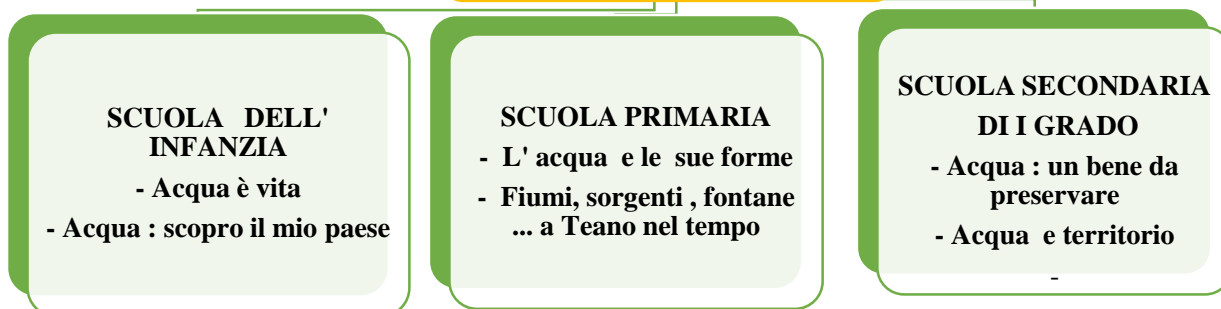 SCUOLA DELL'
INFANZIA
- Acqua è vita
- Acqua : scopro il mio paese
SCUOLA PRIMARIA
- L' acqua e le sue forme
- Fiumi, sorgenti , fontane
... a Teano nel tempo
SCUOLA SECONDARIA
DI I GRADO
- Acqua : un bene da
preservare
- Acqua e territorio
-